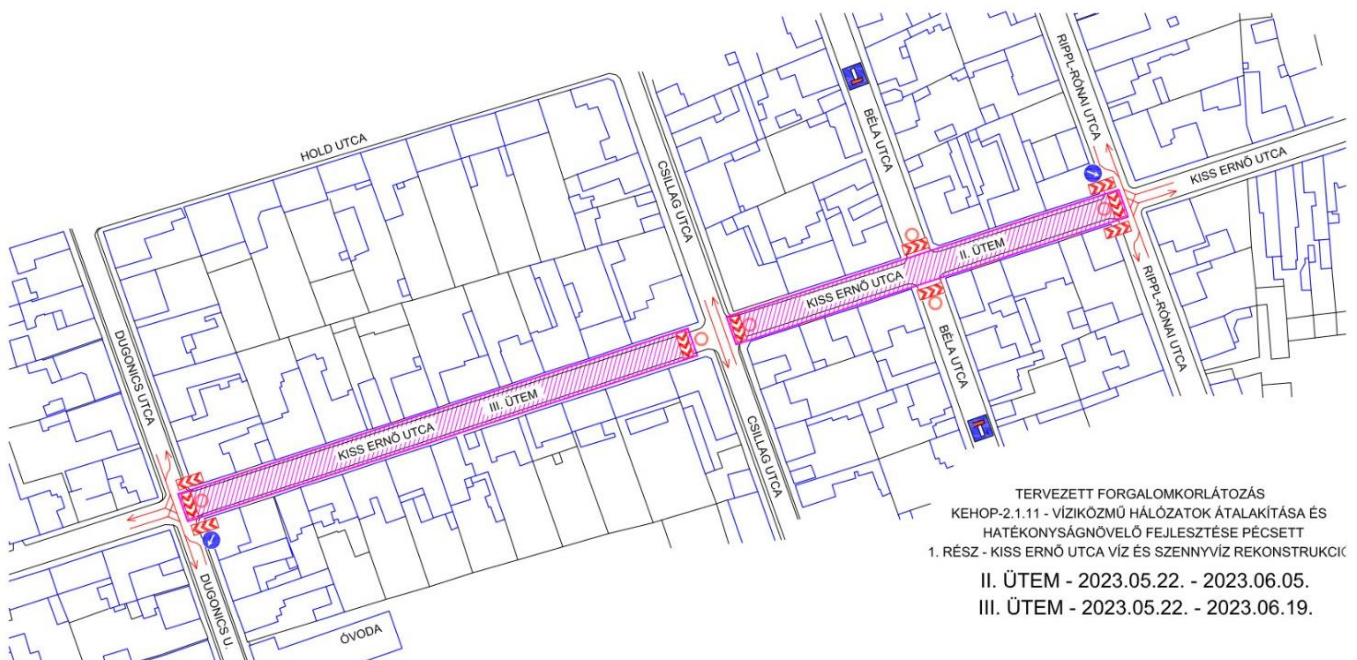 HOLD UTCA
CSILLAG UTCA
BÉLA UTCA
RIPPL-RÓNAI UTCA
KISS ERNŐ UTCA
DUGONICS UTCA
KISS ERNŐ UTCA
III. ÜTEM
KISS ERNŐ UTCA
II. ÜTEM
BÉLA UTCA
RIPPL-RÓNAI UTCA
CSILLAG UTCA
DUGONICS U.
ÓVODA
TERVEZETT FORGALOMKORLÁTOZÁS
KEHOP-2.1.11 - VÍZIKÖZMŰ HÁLÓZATOK ÁTALAKÍTÁSA ÉS
HATÉKONYSÁGNÖVELŐ FEJLESZTÉSE PÉCSETT
1. RÉSZ - KISS ERNŐ UTCA VÍZ ÉS SZENNYVÍZ REKONSTRUKCIÓ
II. ÜTEM - 2023.05.22. - 2023.06.05.
III. ÜTEM - 2023.05.22. - 2023.06.19.